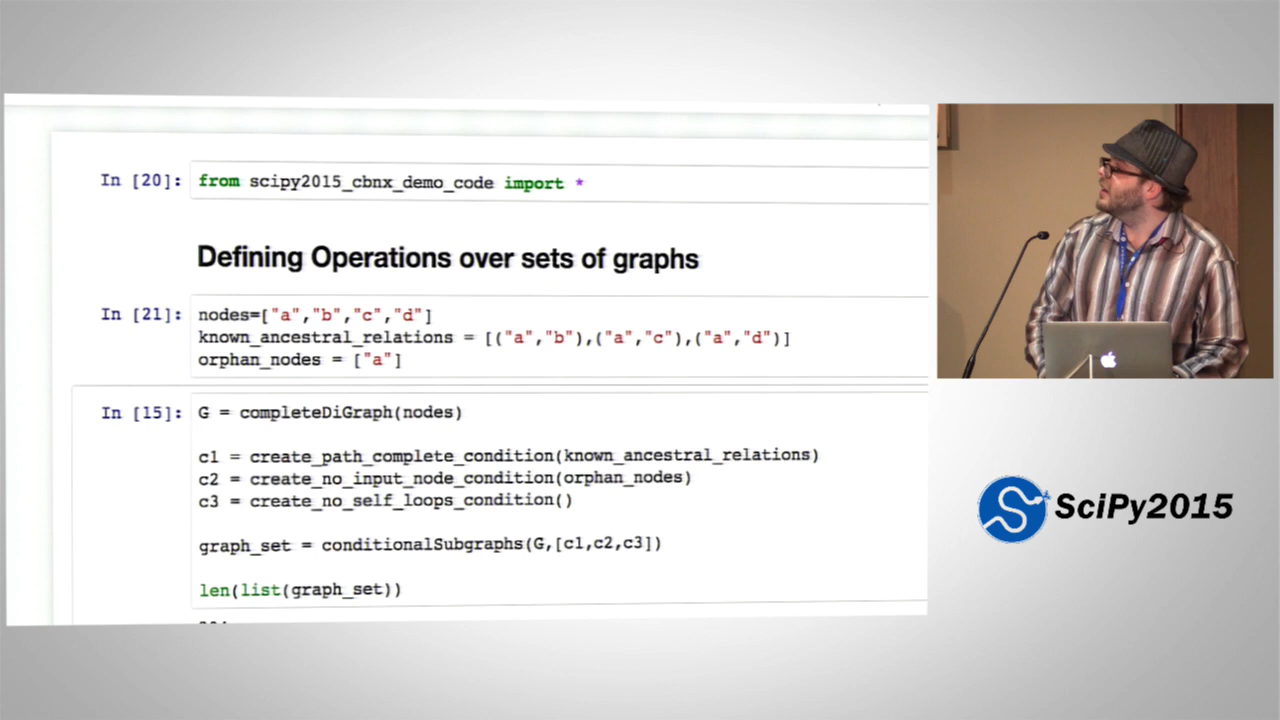 In [20]: from scipy2015_cbnx_demo_code import *
Defining Operations over sets of graphs
In [21]: nodes=["a","b","c","d"]
known_ancestral_relations = [("a","b"),("a","c"),("a","d")]
orphan_nodes = ["a"]
In [15]: G = completeDiGraph(nodes)
c1 = create_path_complete_condition(known_ancestral_relations)
c2 = create_no_input_node_condition(orphan_nodes)
c3 = create_no_self_loops_condition()
graph_set = conditionalSubgraphs(G,[c1,c2,c3])
len(list(graph_set))
SciPy2015